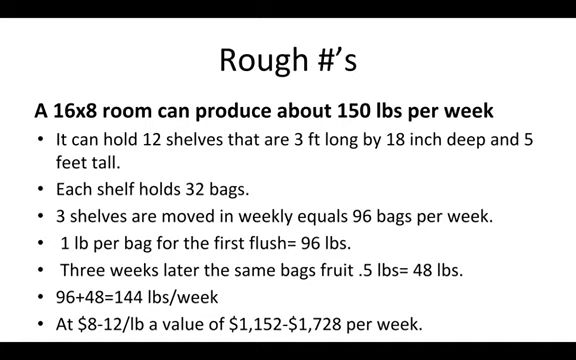 Rough #'s
A 16x8 room can produce about 150 lbs per week
• It can hold 12 shelves that are 3 ft long by 18 inch deep and 5
feet tall.
• Each shelf holds 32 bags.
• 3 shelves are moved in weekly equals 96 bags per week.
• 1 lb per bag for the first flush= 96 lbs.
• Three weeks later the same bags fruit .5 lbs= 48 lbs.
• 96+48=144 lbs/week
• At $8-12/lb a value of $1,152-$1,728 per week.